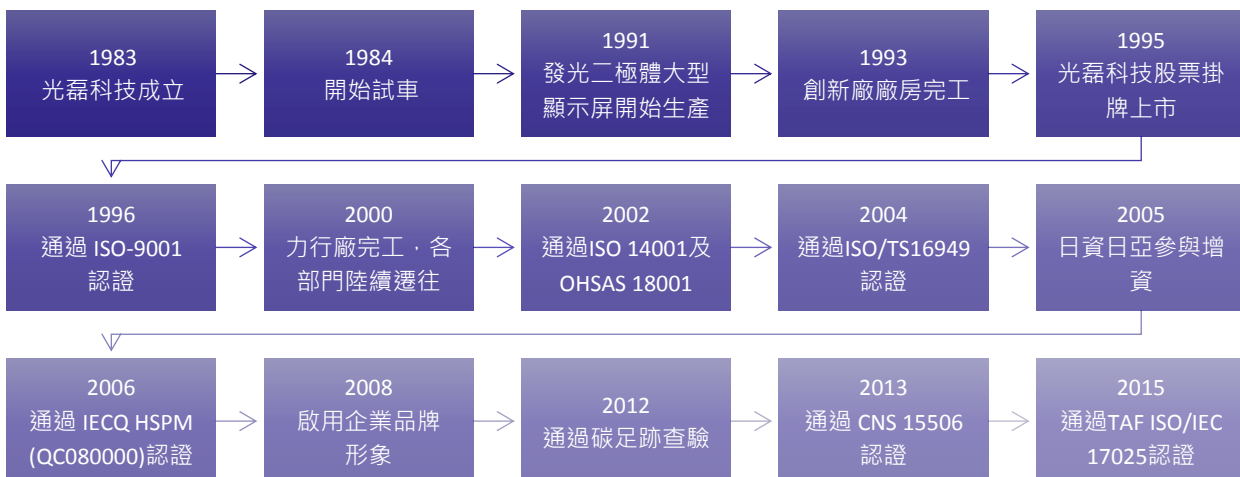 1983
光磊科技成立
1984
開始試車
1991
發光二極體大型
顯示屏開始生產
1993
創新廠廠房完工
1995
光磊科技股票掛
牌上市
1996
通過 ISO-9001
認證
2000
力行廠完工，各
部門陸續遷往
2002
通過ISO 14001及
OHSAS 18001
2004
通過ISO/TS16949
認證
2005
日資日亞參與增
資
2006
通過 IECQ HSPM
(QC080000)認證
2008
啟用企業品牌
形象
2012
通過碳足跡查驗
2013
通過 CNS 15506
認證
2015
通過TAF ISO/IEC
17025認證